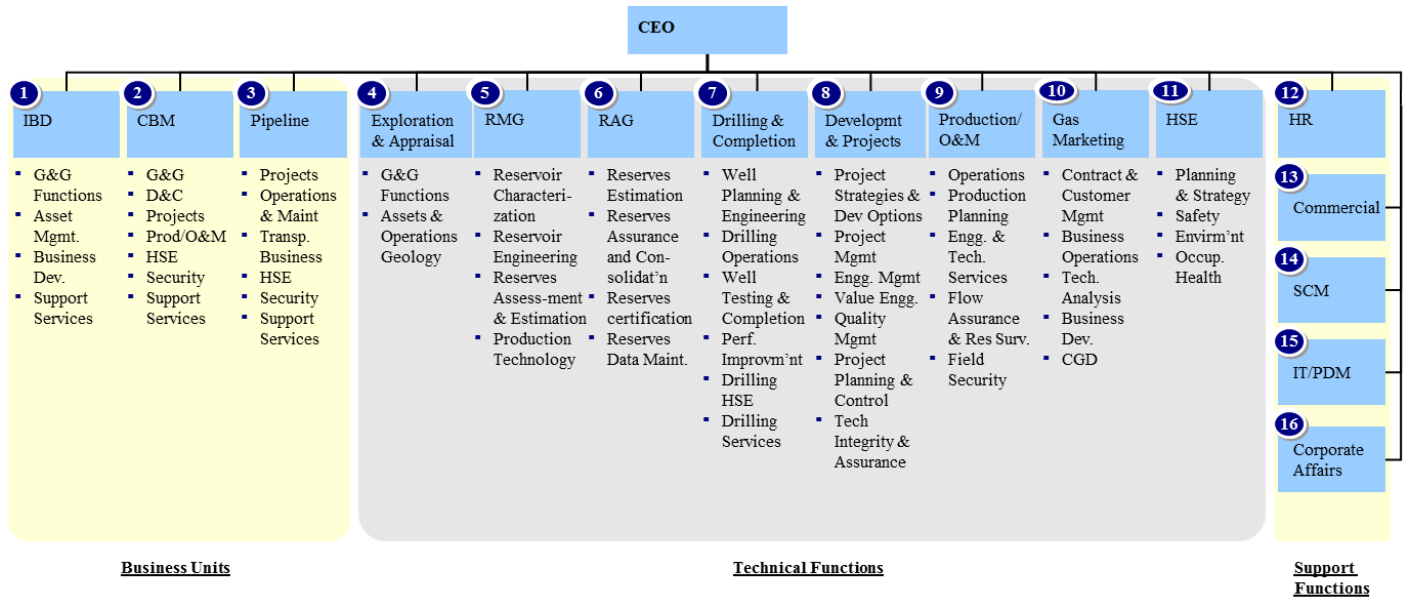 CEO
1
IBD
G&G
Functions
Asset
Mgmt.
Business
Dev.
Support
Services
2
CBM
G&G
D&C
Projects
Prod/O&M
HSE
Security
Support
Services
3
Pipeline
Projects
Operations
& Maint
Transp.
Business
HSE
Security
Support
Services
4
Exploration
& Appraisal
G&G
Functions
Assets &
Operations
Geology
5
RMG
Reservoir
Characteri-
zation
Reservoir
Engineering
Reserves
Assess-ment
& Estimation
Production
Technology
6
RAG
Reserves
Estimation
Reserves
Assurance
and Con-
solidat’n
Reserves
certification
Reserves
Data Maint.
7
Drilling &
Completion
Well
Planning &
Engineering
Drilling
Operations
Well
Testing &
Completion
Perf.
Improvm’nt
Drilling
HSE
Drilling
Services
8
Developmt
& Projects
Project
Strategies &
Dev Options
Project
Mgmt
Engg. Mgmt
Value Engg.
Quality
Mgmt
Project
Planning &
Control
Tech
Integrity &
Assurance
9
Production/
O&M
Operations
Production
Planning
Engg. &
Tech.
Services
Flow
Assurance
& Res Surv.
Field
Security
10
Gas
Marketing
Contract &
Customer
Mgmt
Business
Operations
Tech.
Analysis
Business
Dev.
CGD
11
HSE
Planning
& Strategy
Safety
Envirm’nt
Occup.
Health
12
HR
13
Commercial
14
SCM
15
IT/PDM
16
Corporate
Affairs
Business Units
Technical Functions
Support
Functions